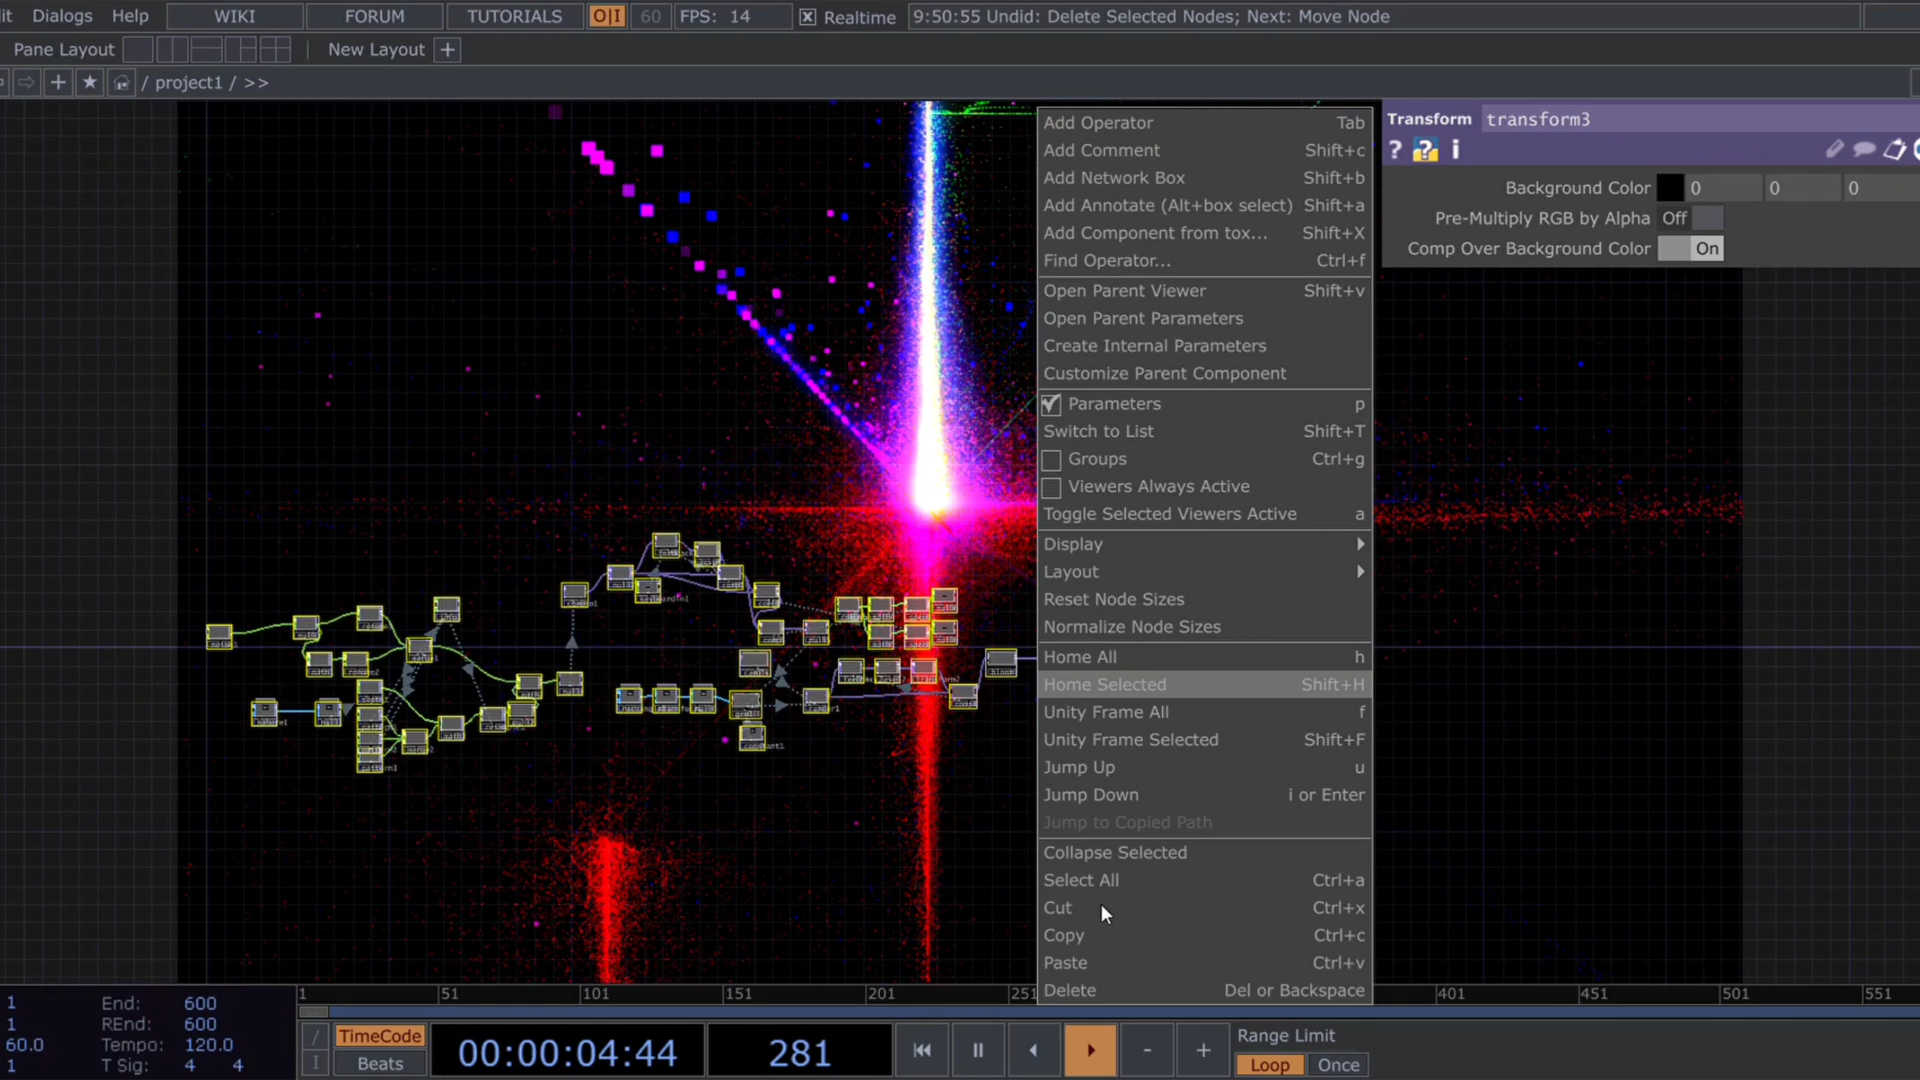 it Dialogs Help WIKI FORUM TUTORIALS O|I 60 FPS: 14 Realtime 9:50:55 Undid: Delete Selected Nodes; Next: Move Node
Pane Layout New Layout +
+ / project1 / >>
Transform transform3
? ? i
Background Color 0 0 0
Pre-Multiply RGB by Alpha Off
Comp Over Background Color On
Add Operator Tab
Add Comment Shift+c
Add Network Box Shift+b
Add Annotate (Alt+box select) Shift+a
Add Component from tox... Shift+X
Find Operator... Ctrl+f
Open Parent Viewer Shift+v
Open Parent Parameters
Create Internal Parameters
Customize Parent Component
Parameters p
Switch to List Shift+T
Groups Ctrl+g
Viewers Always Active
Toggle Selected Viewers Active a
Display
Layout
Reset Node Sizes
Normalize Node Sizes
Home All h
Home Selected Shift+H
Unity Frame All f
Unity Frame Selected Shift+F
Jump Up u
Jump Down i or Enter
Jump to Copied Path
Collapse Selected
Select All Ctrl+a
Cut Ctrl+x
Copy Ctrl+c
Paste Ctrl+v
Delete Del or Backspace
1 51 101 151 201 251 401 451 501 551
1 End: 600
1 REnd: 600
60.0 Tempo: 120.0
1 T Sig: 4 4
/ TimeCode
I Beats
00:00:04:44 281
- +
Range Limit
Loop Once